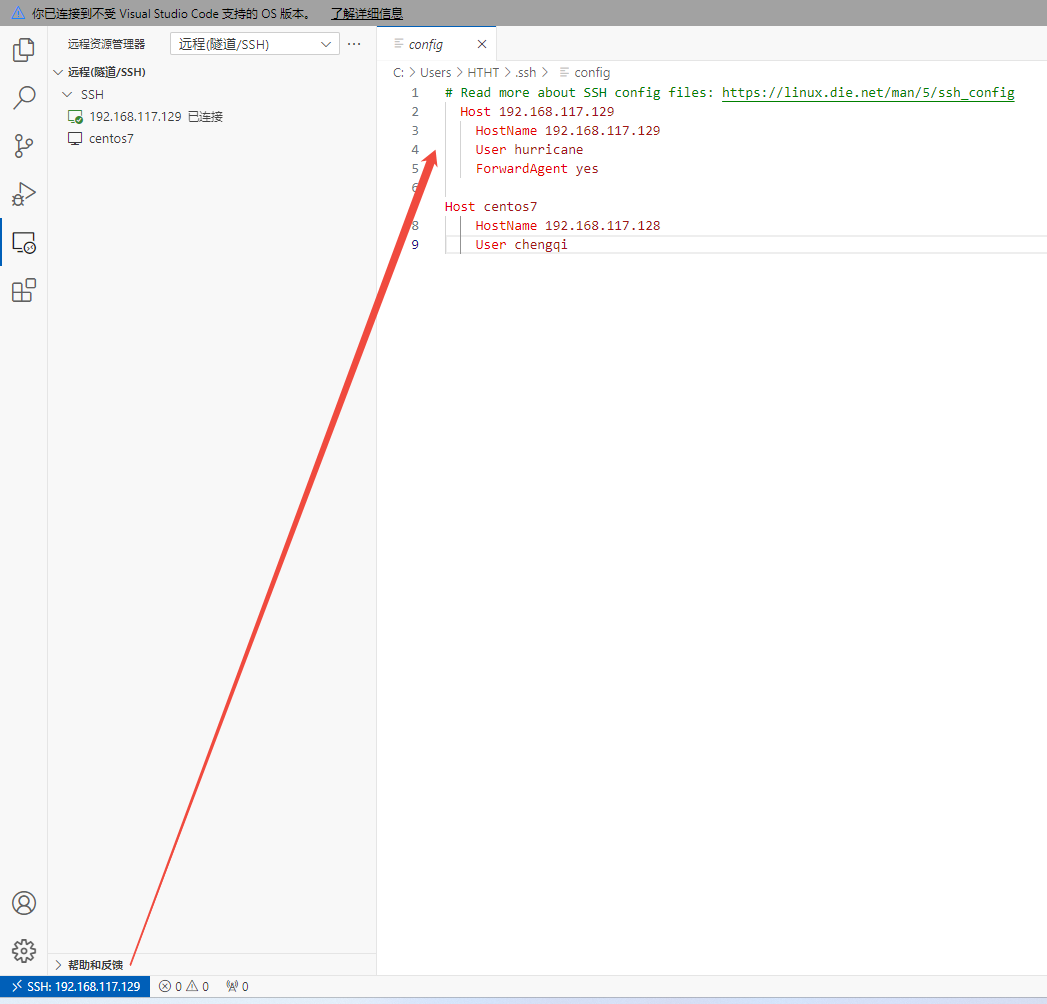 你已连接到不受 Visual Studio Code 支持的 OS 版本。 了解详细信息
远程资源管理器 远程(隧道/SSH) ···
config
远程(隧道/SSH)
SSH
192.168.117.129 已连接
centos7
C: > Users > HTHT > .ssh > config
1 # Read more about SSH config files: https://linux.die.net/man/5/ssh_config
2 Host 192.168.117.129
3 HostName 192.168.117.129
4 User hurricane
5 ForwardAgent yes
6
Host centos7
8 HostName 192.168.117.128
9 User chengqi
帮助和反馈
SSH: 192.168.117.129 0 0 0